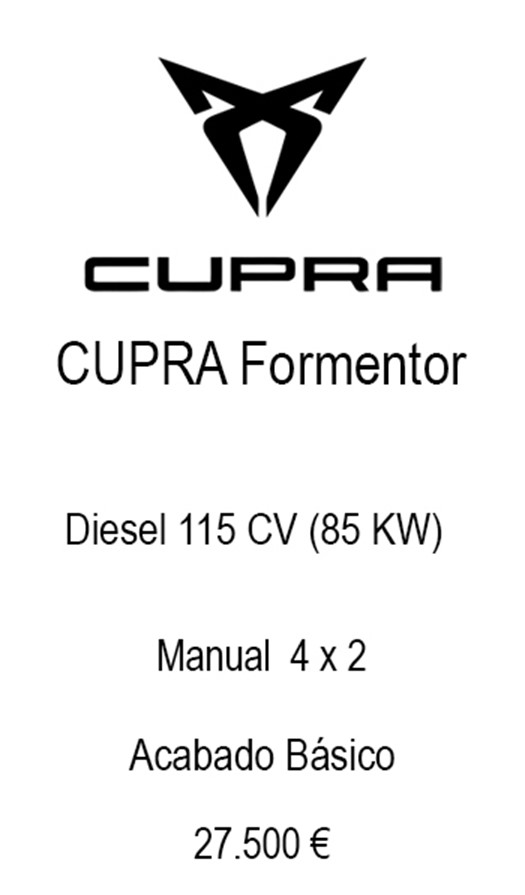 CUPRA
CUPRA Formentor
Diesel 115 CV (85 KW)
Manual 4 x 2
Acabado Básico
27.500 €